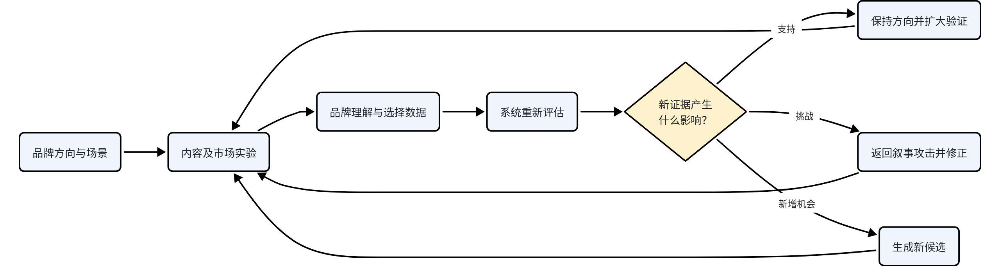 品牌方向与场景
内容及市场实验
品牌理解与选择数据
系统重新评估
新证据产生
什么影响?
支持
保持方向并扩大验证
挑战
返回叙事攻击并修正
新增机会
生成新候选